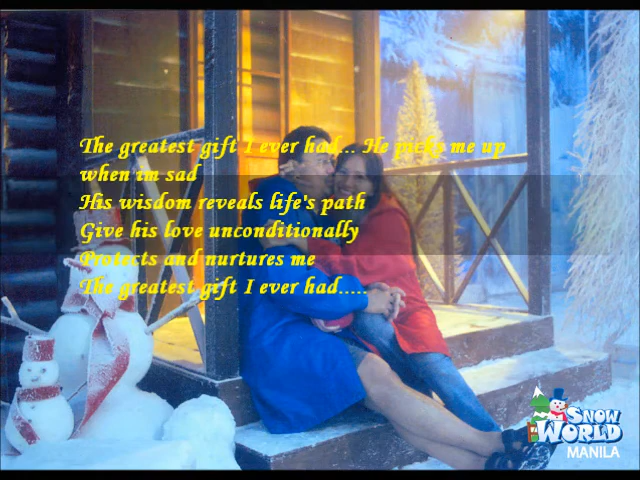 The greatest gift I ever had... He picks me up
when im sad
His wisdom reveals life's path
Give his love unconditionally
Protects and nurtures me
The greatest gift I ever had.....
SNOW
WORLD
MANILA